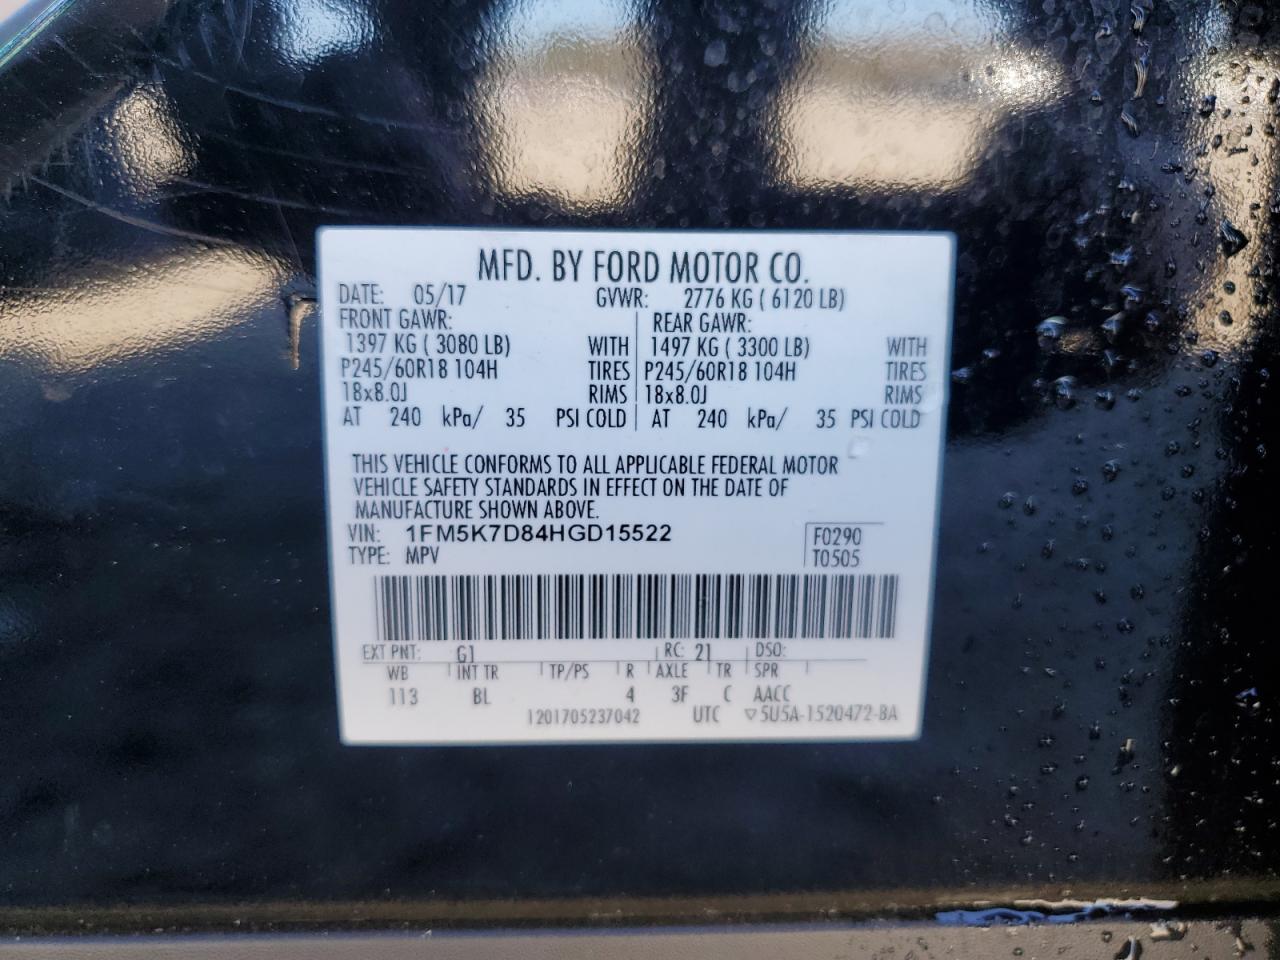 MFD. BY FORD MOTOR CO.
DATE: 05/17 GVWR: 2776 KG ( 6120 LB)
FRONT GAWR: REAR GAWR:
1397 KG ( 3080 LB) WITH 1497 KG ( 3300 LB) WITH
P245/60R18 104H TIRES P245/60R18 104H TIRES
18x8.0J RIMS 18x8.0J RIMS
AT 240 kPa/ 35 PSI COLD AT 240 kPa/ 35 PSI COLD
THIS VEHICLE CONFORMS TO ALL APPLICABLE FEDERAL MOTOR
VEHICLE SAFETY STANDARDS IN EFFECT ON THE DATE OF
MANUFACTURE SHOWN ABOVE.
VIN: 1FM5K7D84HGD15522 F0290
TYPE: MPV T0505
EXT PNT: G1 RC: 21 DSO:
WB INT TR TP/PS R AXLE TR SPR
113 BL 4 3F C AACC
1201705237042 UTC ▽5U5A-1520472-BA